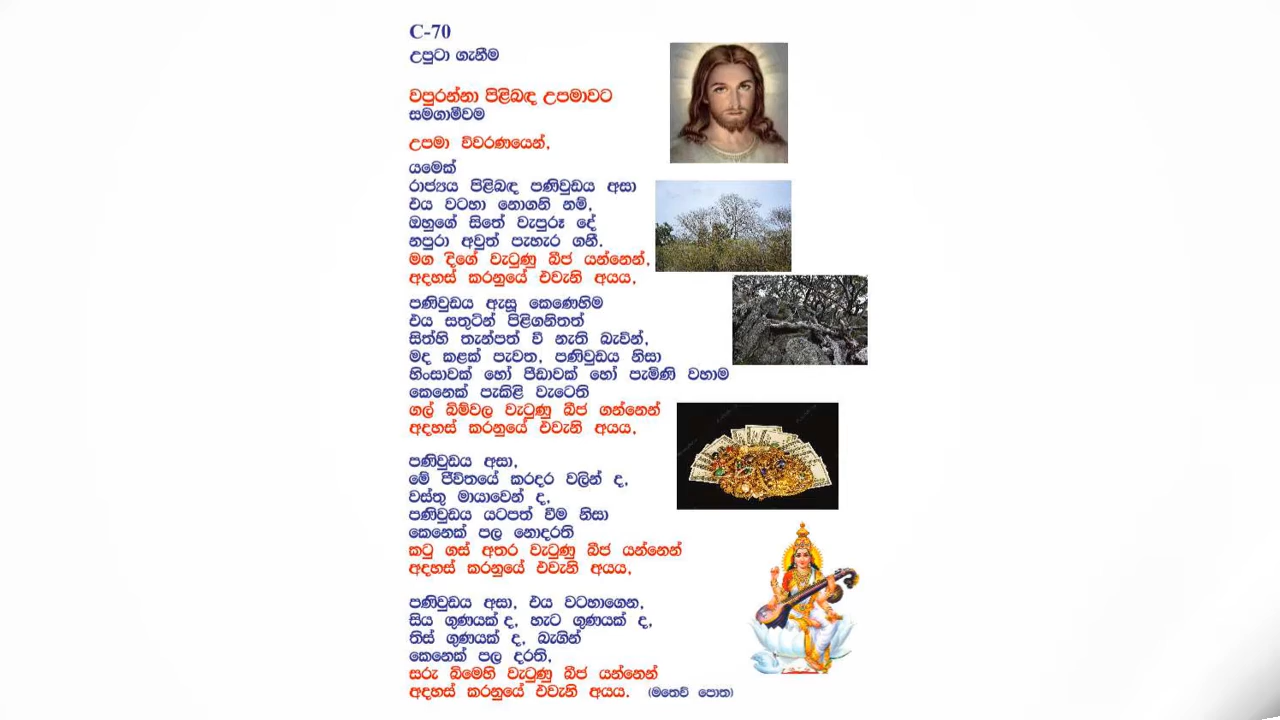 C-70
උපුටා ගැනීම
වපුරන්නා පිළිබඳ උපමාවට
සමගාමීවම
උපමා විවරණයෙන්,
යමෙක්
රාජ්‍යය පිළිබඳ පණිවුඩය අසා
එය වටහා නොගනී නම්,
ඔහුගේ සිතේ වැපුරූ දේ
නපුරා අවුත් පැහැර ගනී.
මග දිගේ වැටුණු බීජ යන්නෙන්,
අදහස් කරනුයේ එවැනි අයය,
පණිවුඩය ඇසූ කෙණෙහිම
එය සතුටින් පිළිගනිතත්
සිත්හි තැන්පත් වී නැති බැවින්,
මද කළක් පැවත, පණිවුඩය නිසා
හිංසාවක් හෝ පීඩාවක් හෝ පැමිණි වහාම
කෙනෙක් පැකිළි වැටෙති
ගල් බිම්වල වැටුණු බීජ ගන්නෙන්
අදහස් කරනුයේ එවැනි අයය,
පණිවුඩය අසා,
මේ ජීවිතයේ කරදර වලින් ද,
වස්තු මායාවෙන් ද,
පණිවුඩය යටපත් වීම නිසා
කෙනෙක් පල නොදරති
කටු ගස් අතර වැටුණු බීජ යන්නෙන්
අදහස් කරනුයේ එවැනි අයය,
පණිවුඩය අසා, එය වටහාගෙන,
සිය ගුණයක් ද, හැට ගුණයක් ද,
තිස් ගුණයක් ද, බැගින්
කෙනෙක් පල දරති,
සරු බිමෙහි වැටුණු බීජ යන්නෙන්
අදහස් කරනුයේ එවැනි අයය. (මතෙව් පොත)